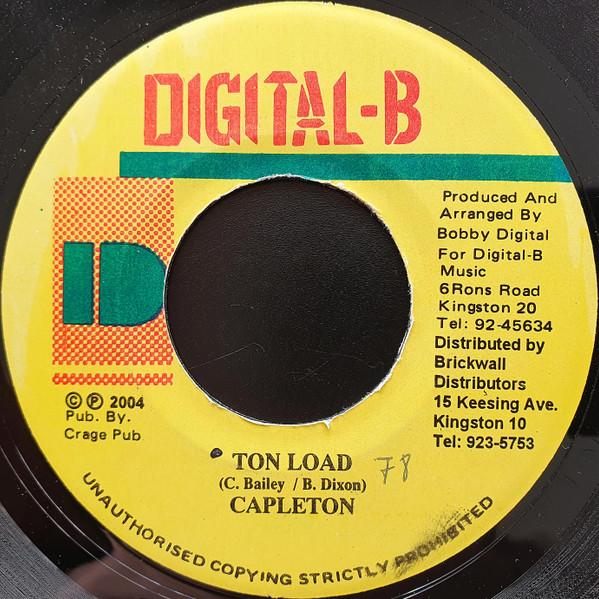 DIGITAL-B
Produced And
Arranged By
Bobby Digital
For Digital-B
Music
6Rons Road
Kingston 20
Tel: 92-45634
Distributed by
Brickwall
Distributors
15 Keesing Ave.
Kingston 10
Tel: 923-5753
D
© ℗ 2004
Pub. By.
Crage Pub
TON LOAD
78
(C. Bailey / B. Dixon)
CAPLETON
UNAUTHORISED COPYING STRICTLY PROHIBITED